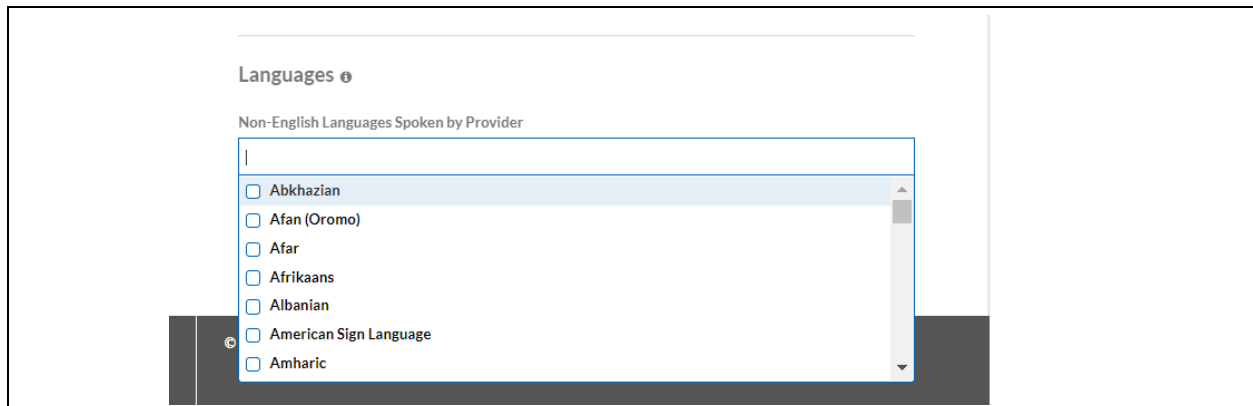 Languages
Non-English Languages Spoken by Provider
Abkhazian
Afan (Oromo)
Afar
Afrikaans
Albanian
American Sign Language
©
Amharic